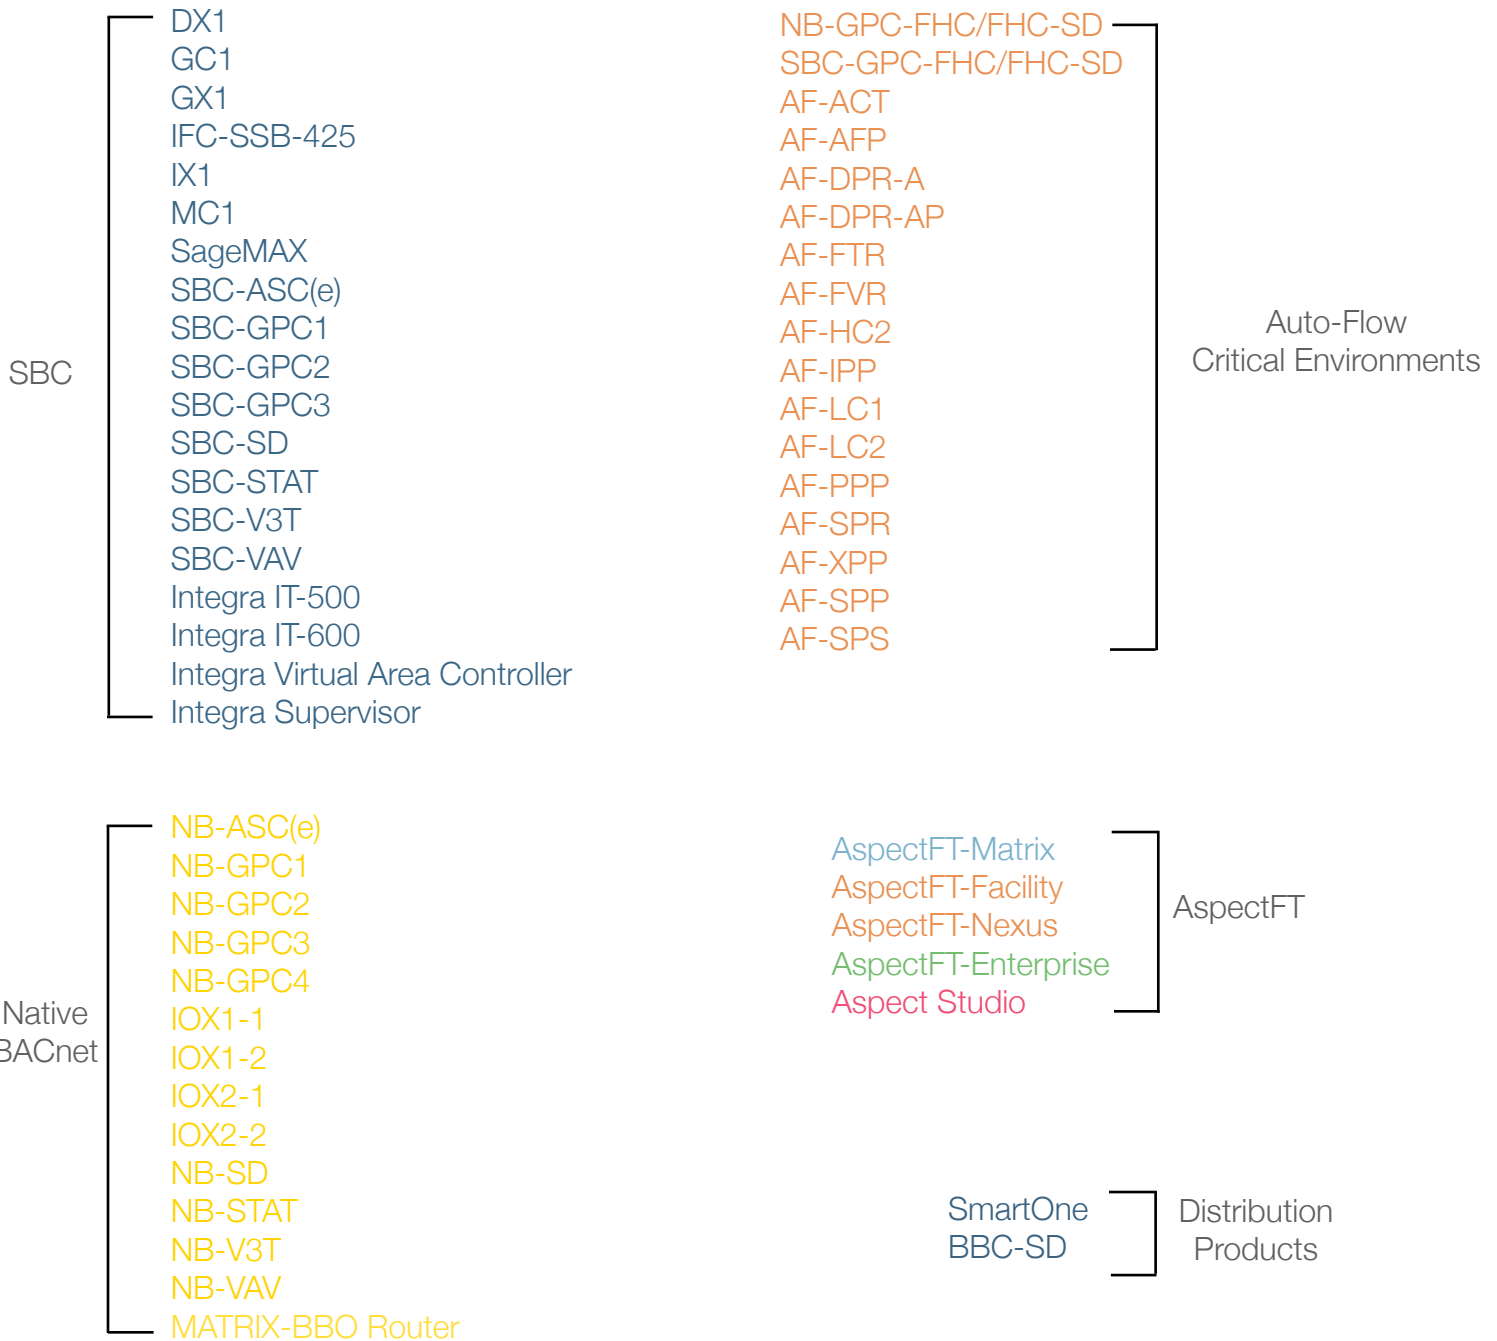 SBC
DX1
GC1
GX1
IFC-SSB-425
IX1
MC1
SageMAX
SBC-ASC(e)
SBC-GPC1
SBC-GPC2
SBC-GPC3
SBC-SD
SBC-STAT
SBC-V3T
SBC-VAV
Integra IT-500
Integra IT-600
Integra Virtual Area Controller
Integra Supervisor
NB-GPC-FHC/FHC-SD
SBC-GPC-FHC/FHC-SD
AF-ACT
AF-AFP
AF-DPR-A
AF-DPR-AP
AF-FTR
AF-FVR
AF-HC2
AF-IPP
AF-LC1
AF-LC2
AF-PPP
AF-SPR
AF-XPP
AF-SPP
AF-SPS
Auto-Flow
Critical Environments
Native
BACnet
NB-ASC(e)
NB-GPC1
NB-GPC2
NB-GPC3
NB-GPC4
IOX1-1
IOX1-2
IOX2-1
IOX2-2
NB-SD
NB-STAT
NB-V3T
NB-VAV
MATRIX-BBO Router
AspectFT-Matrix
AspectFT-Facility
AspectFT-Nexus
AspectFT-Enterprise
Aspect Studio
AspectFT
SmartOne
BBC-SD
Distribution
Products